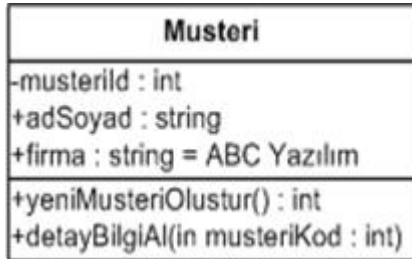 Musteri
-musteriId : int
+adSoyad : string
+firma : string = ABC Yazılım
+yeniMusteriOlustur() : int
+detayBilgiAl(in musteriKod : int)